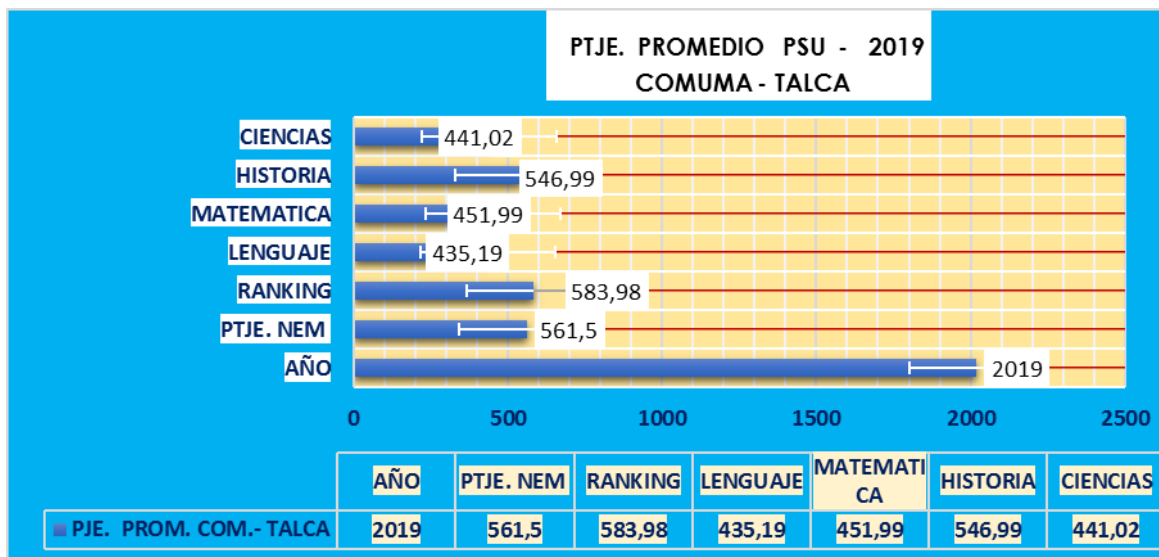 PTJE. PROMEDIO PSU - 2019
COMUMA - TALCA
CIENCIAS 441,02
HISTORIA 546,99
MATEMATICA 451,99
LENGUAJE 435,19
RANKING 583,98
PTJE. NEM 561,5
AÑO 2019
0 500 1000 1500 2000 2500
AÑO PTJE. NEM RANKING LENGUAJE MATEMATI
CA HISTORIA CIENCIAS
PJE. PROM. COM.- TALCA 2019 561,5 583,98 435,19 451,99 546,99 441,02